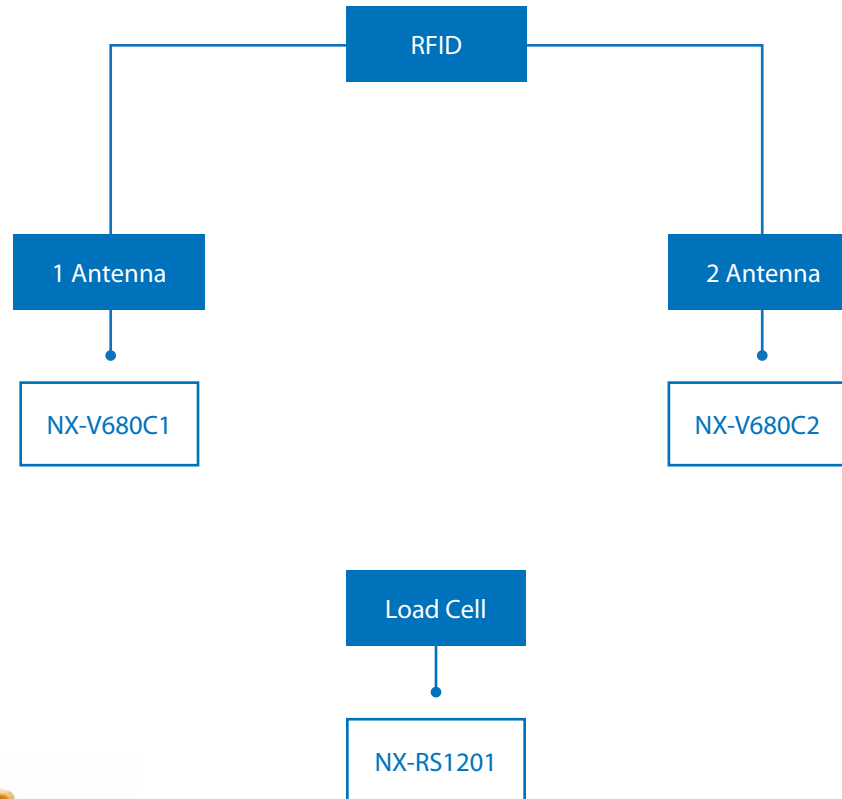 RFID
1 Antenna
2 Antenna
NX-V680C1
NX-V680C2
Load Cell
NX-RS1201